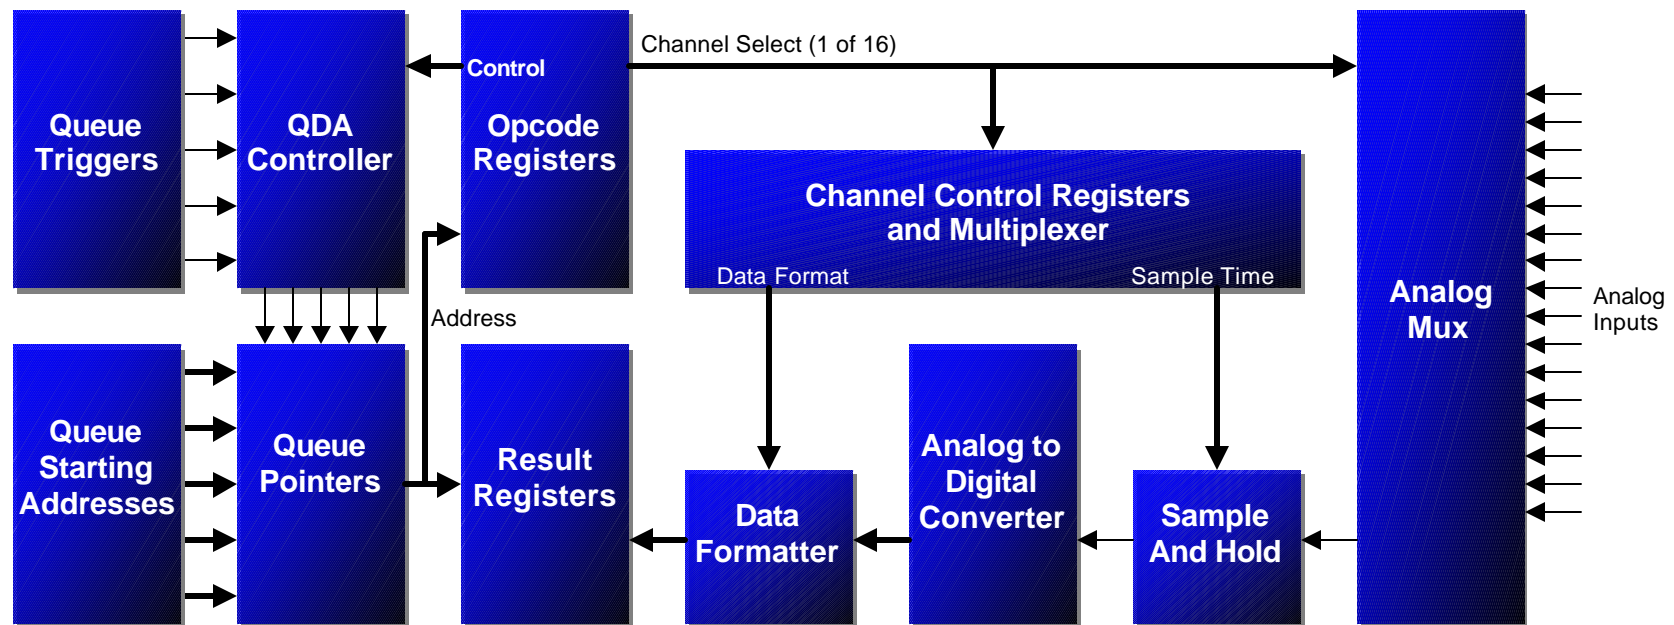 Channel Select (1 of 16)
Control
Queue
Triggers
QDA
Controller
Opcode
Registers
Channel Control Registers
and Multiplexer
Data Format
Sample Time
Analog
Mux
Analog
Inputs
Address
Queue
Starting
Addresses
Queue
Pointers
Result
Registers
Data
Formatter
Analog to
Digital
Converter
Sample
And Hold